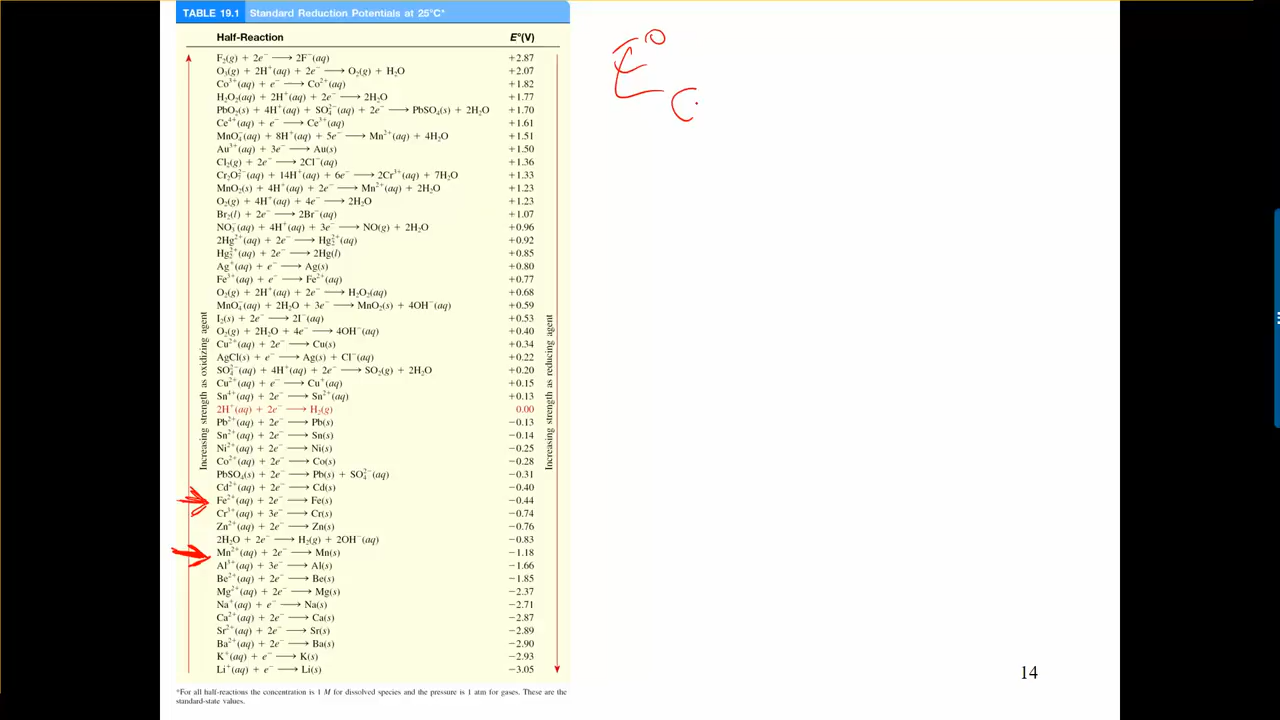 TABLE 19.1 Standard Reduction Potentials at 25°C*
Half-Reaction E°(V)
F₂(g) + 2e⁻ ⟶ 2F⁻(aq) +2.87
O₃(g) + 2H⁺(aq) + 2e⁻ ⟶ O₂(g) + H₂O +2.07
Co³⁺(aq) + e⁻ ⟶ Co²⁺(aq) +1.82
H₂O₂(aq) + 2H⁺(aq) + 2e⁻ ⟶ 2H₂O +1.77
PbO₂(s) + 4H⁺(aq) + SO₄²⁻(aq) + 2e⁻ ⟶ PbSO₄(s) + 2H₂O +1.70
Ce⁴⁺(aq) + e⁻ ⟶ Ce³⁺(aq) +1.61
MnO₄⁻(aq) + 8H⁺(aq) + 5e⁻ ⟶ Mn²⁺(aq) + 4H₂O +1.51
Au³⁺(aq) + 3e⁻ ⟶ Au(s) +1.50
Cl₂(g) + 2e⁻ ⟶ 2Cl⁻(aq) +1.36
Cr₂O₇²⁻(aq) + 14H⁺(aq) + 6e⁻ ⟶ 2Cr³⁺(aq) + 7H₂O +1.33
MnO₂(s) + 4H⁺(aq) + 2e⁻ ⟶ Mn²⁺(aq) + 2H₂O +1.23
O₂(g) + 4H⁺(aq) + 4e⁻ ⟶ 2H₂O +1.23
Br₂(l) + 2e⁻ ⟶ 2Br⁻(aq) +1.07
NO₃⁻(aq) + 4H⁺(aq) + 3e⁻ ⟶ NO(g) + 2H₂O +0.96
2Hg²⁺(aq) + 2e⁻ ⟶ Hg₂²⁺(aq) +0.92
Hg₂²⁺(aq) + 2e⁻ ⟶ 2Hg(l) +0.85
Ag⁺(aq) + e⁻ ⟶ Ag(s) +0.80
Fe³⁺(aq) + e⁻ ⟶ Fe²⁺(aq) +0.77
O₂(g) + 2H⁺(aq) + 2e⁻ ⟶ H₂O₂(aq) +0.68
MnO₄⁻(aq) + 2H₂O + 3e⁻ ⟶ MnO₂(s) + 4OH⁻(aq) +0.59
I₂(s) + 2e⁻ ⟶ 2I⁻(aq) +0.53
O₂(g) + 2H₂O + 4e⁻ ⟶ 4OH⁻(aq) +0.40
Cu²⁺(aq) + 2e⁻ ⟶ Cu(s) +0.34
AgCl(s) + e⁻ ⟶ Ag(s) + Cl⁻(aq) +0.22
SO₄²⁻(aq) + 4H⁺(aq) + 2e⁻ ⟶ SO₂(g) + 2H₂O +0.20
Cu²⁺(aq) + e⁻ ⟶ Cu⁺(aq) +0.15
Sn⁴⁺(aq) + 2e⁻ ⟶ Sn²⁺(aq) +0.13
2H⁺(aq) + 2e⁻ ⟶ H₂(g) 0.00
Pb²⁺(aq) + 2e⁻ ⟶ Pb(s) −0.13
Sn²⁺(aq) + 2e⁻ ⟶ Sn(s) −0.14
Ni²⁺(aq) + 2e⁻ ⟶ Ni(s) −0.25
Co²⁺(aq) + 2e⁻ ⟶ Co(s) −0.28
PbSO₄(s) + 2e⁻ ⟶ Pb(s) + SO₄²⁻(aq) −0.31
Cd²⁺(aq) + 2e⁻ ⟶ Cd(s) −0.40
Fe²⁺(aq) + 2e⁻ ⟶ Fe(s) −0.44
Cr³⁺(aq) + 3e⁻ ⟶ Cr(s) −0.74
Zn²⁺(aq) + 2e⁻ ⟶ Zn(s) −0.76
2H₂O + 2e⁻ ⟶ H₂(g) + 2OH⁻(aq) −0.83
Mn²⁺(aq) + 2e⁻ ⟶ Mn(s) −1.18
Al³⁺(aq) + 3e⁻ ⟶ Al(s) −1.66
Be²⁺(aq) + 2e⁻ ⟶ Be(s) −1.85
Mg²⁺(aq) + 2e⁻ ⟶ Mg(s) −2.37
Na⁺(aq) + e⁻ ⟶ Na(s) −2.71
Ca²⁺(aq) + 2e⁻ ⟶ Ca(s) −2.87
Sr²⁺(aq) + 2e⁻ ⟶ Sr(s) −2.89
Ba²⁺(aq) + 2e⁻ ⟶ Ba(s) −2.90
K⁺(aq) + e⁻ ⟶ K(s) −2.93
Li⁺(aq) + e⁻ ⟶ Li(s) −3.05
Increasing strength as oxidizing agent
Increasing strength as reducing agent
*For all half-reactions the concentration is 1 M for dissolved species and the pressure is 1 atm for gases. These are the
standard-state values.
E°
14